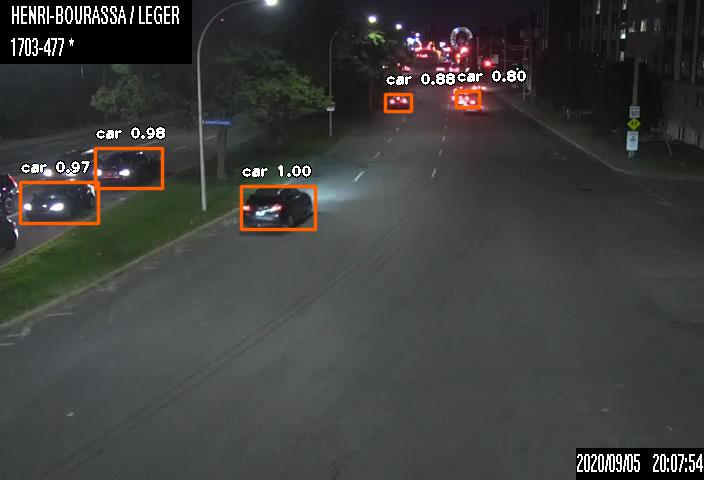 HENRI-BOURASSA / LEGER
1703-477 *
car 0.88
car 0.80
car 0.98
car 0.97
car 1.00
2020/09/05 20:07:54